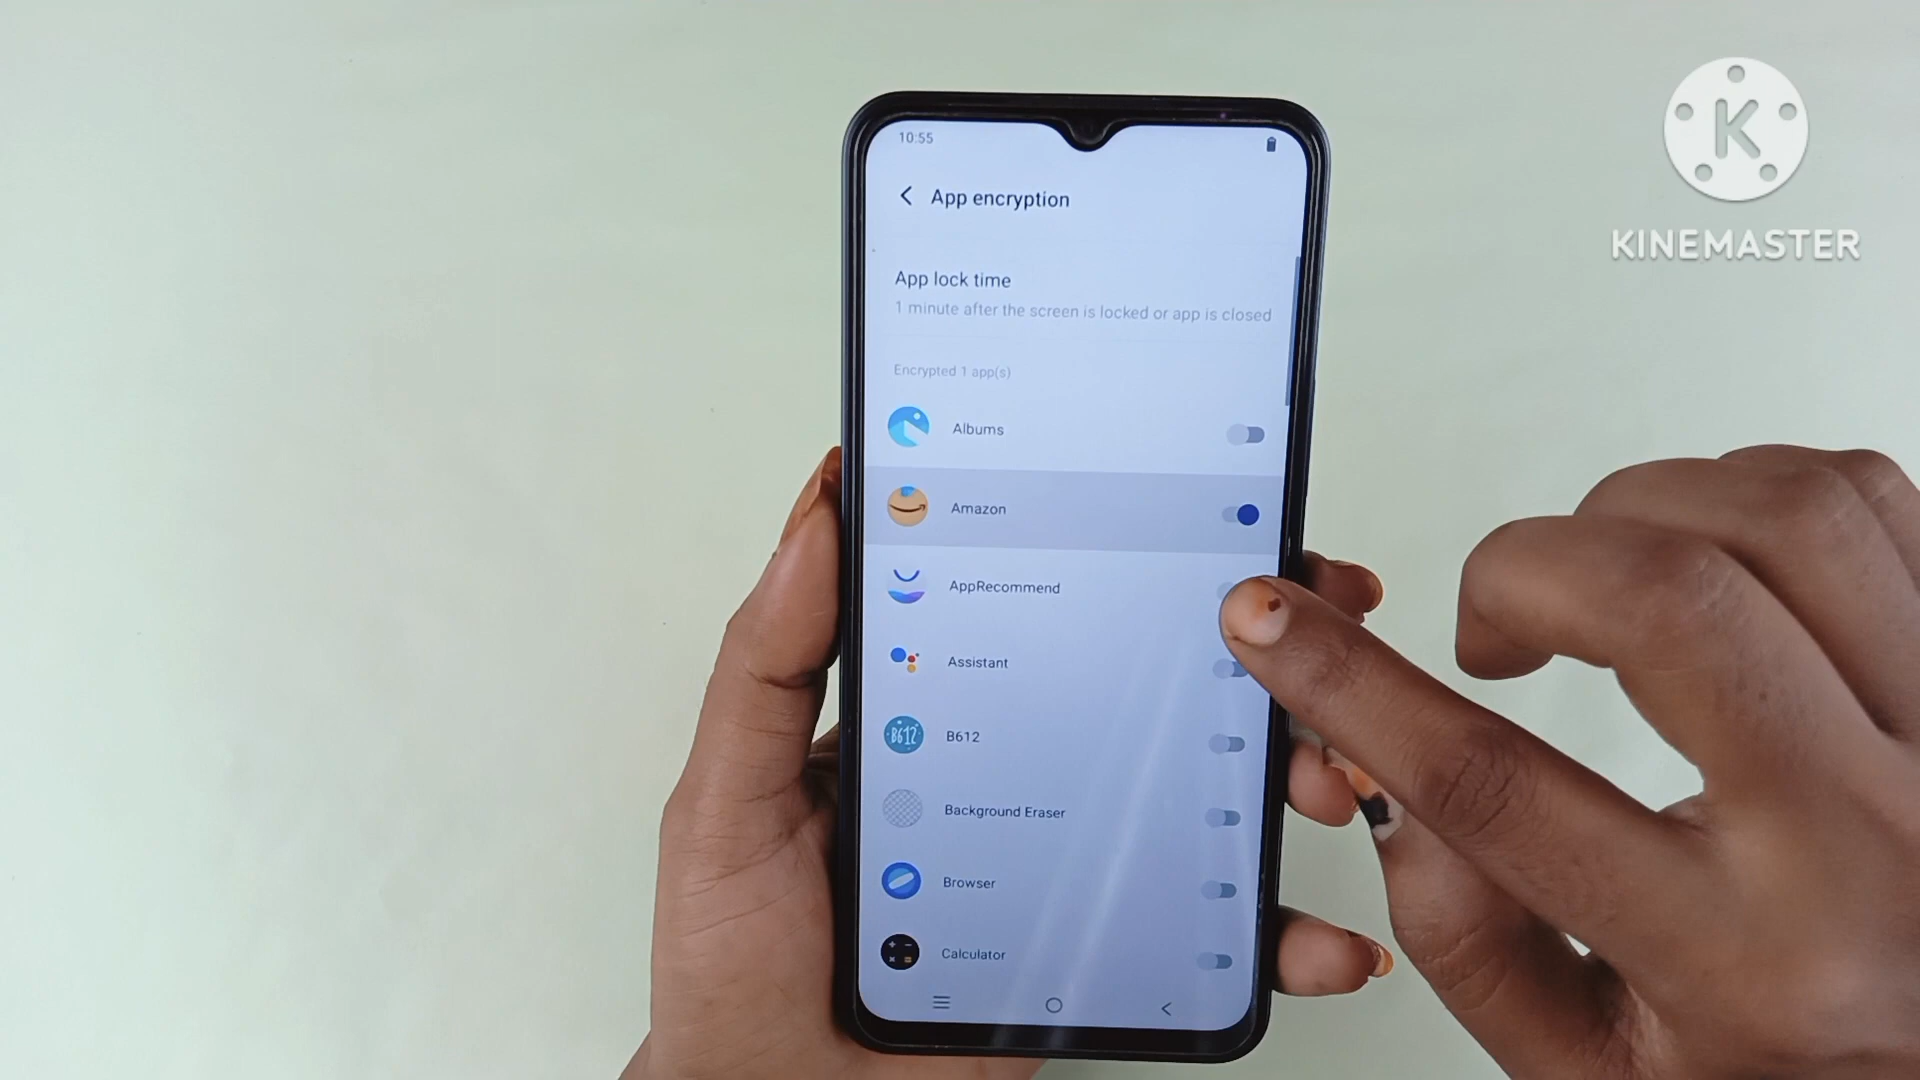 10:55
App encryption
App lock time
1 minute after the screen is locked or app is closed
Encrypted 1 app(s)
Albums
Amazon
AppRecommend
Assistant
B612
B612
Background Eraser
Browser
Calculator
K
KINEMASTER